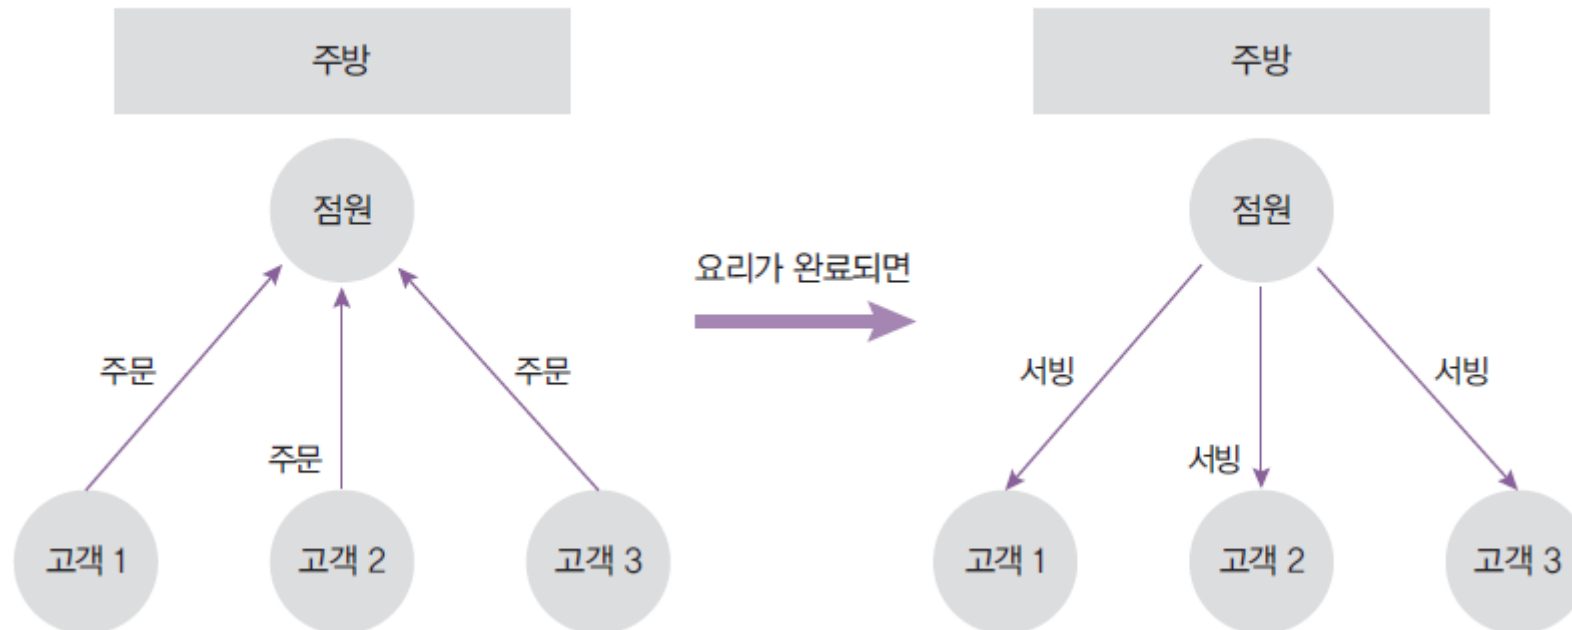 주방
점원
주문
주문
주문
고객 1
고객 2
고객 3
요리가 완료되면
주방
점원
서빙
서빙
서빙
고객 1
고객 2
고객 3